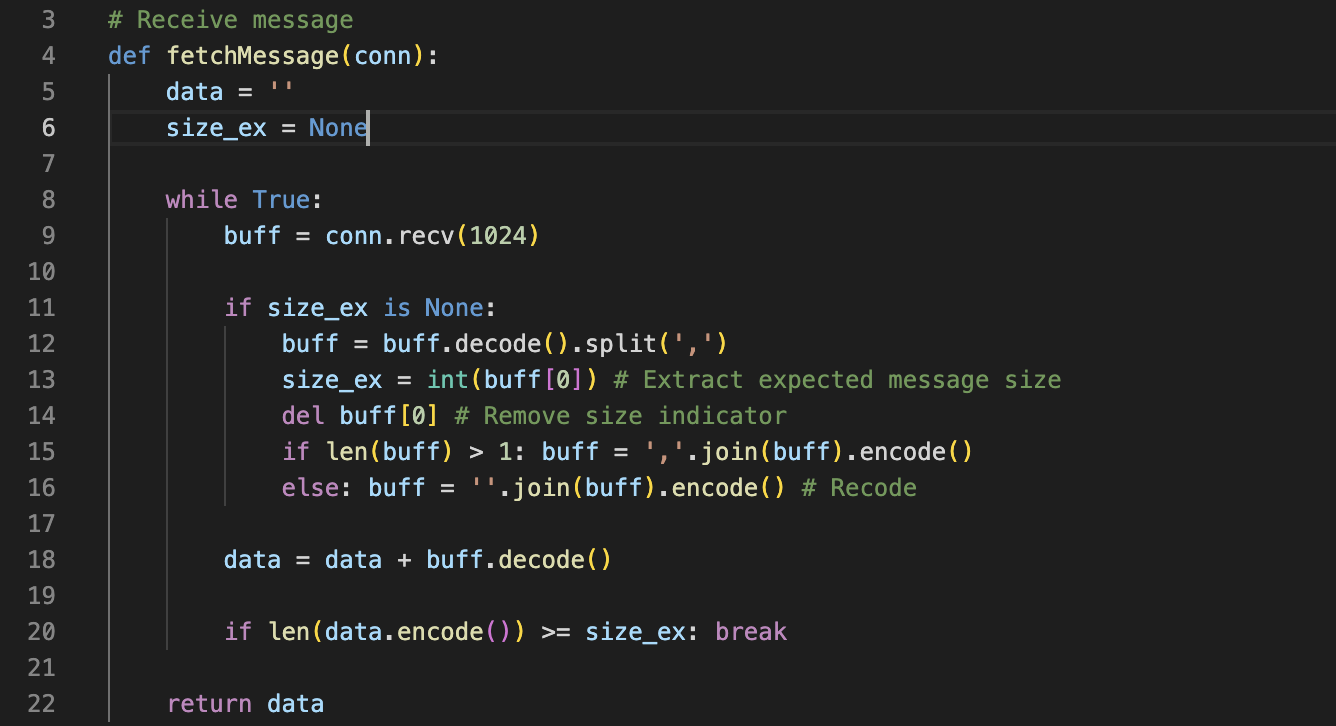 3 # Receive message
4 def fetchMessage(conn):
5 data = ''
6 size_ex = None
7
8 while True:
9 buff = conn.recv(1024)
10
11 if size_ex is None:
12 buff = buff.decode().split(',')
13 size_ex = int(buff[0]) # Extract expected message size
14 del buff[0] # Remove size indicator
15 if len(buff) > 1: buff = ','.join(buff).encode()
16 else: buff = ''.join(buff).encode() # Recode
17
18 data = data + buff.decode()
19
20 if len(data.encode()) >= size_ex: break
21
22 return data